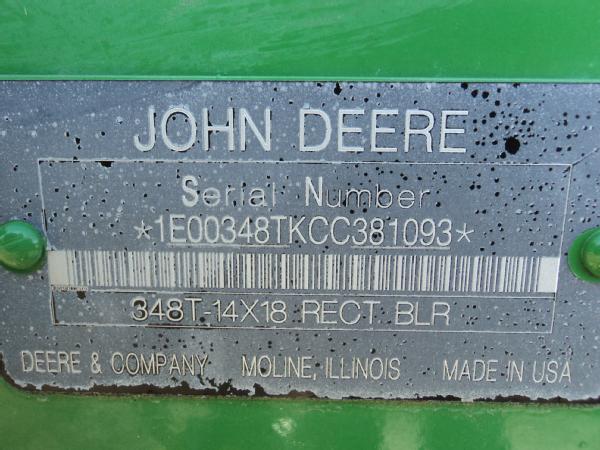 JOHN DEERE
Serial Number
*1E00348TKCC381093*
348T-14X18 RECT BLR
DEERE & COMPANY MOLINE, ILLINOIS MADE IN USA